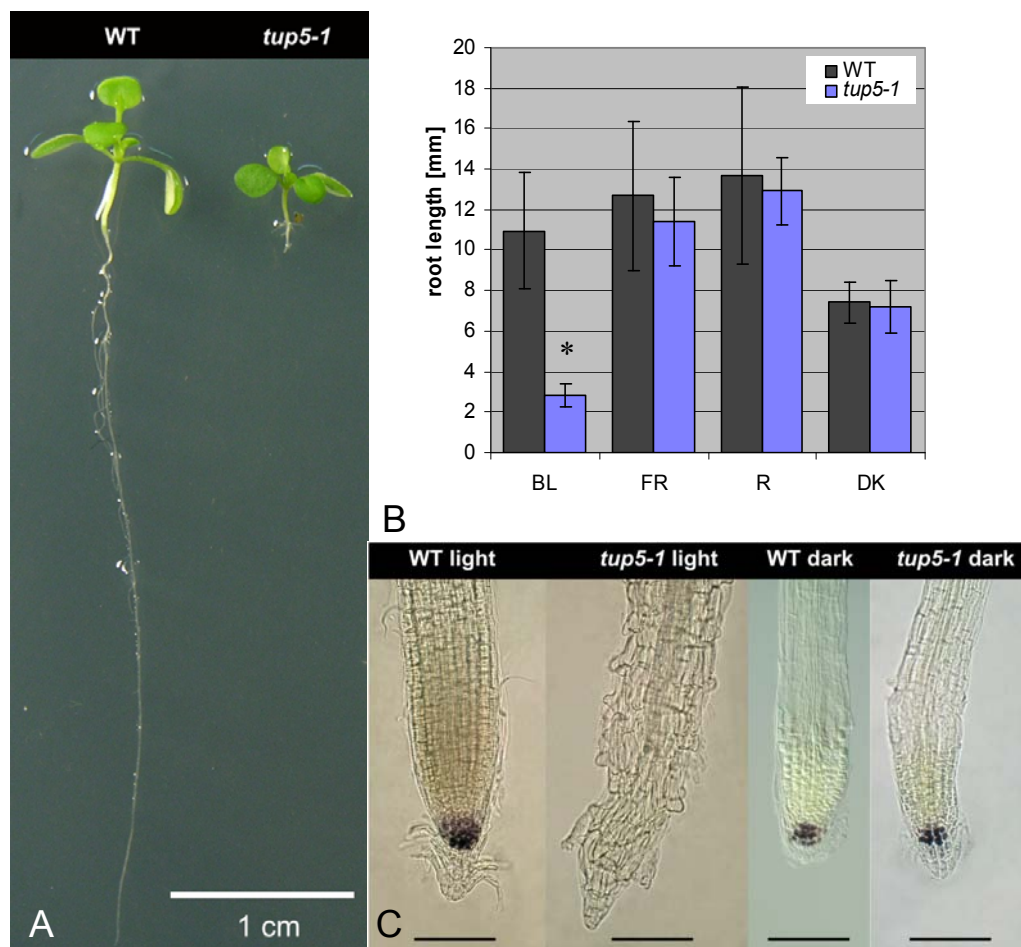 WT tup5-1
1 cm
A
20
18
16
14
12
10
8
6
4
2
0
root length [mm]
WT
tup5-1
*
BL FR R DK
B
WT light tup5-1 light WT dark tup5-1 dark
C